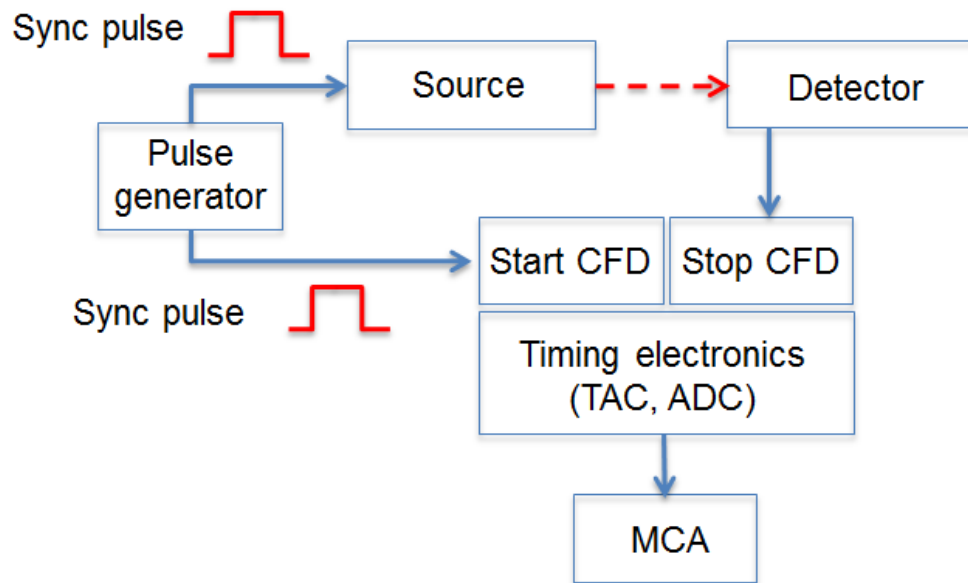 Sync pulse
Source
Detector
Pulse
generator
Start CFD
Stop CFD
Sync pulse
Timing electronics
(TAC, ADC)
MCA